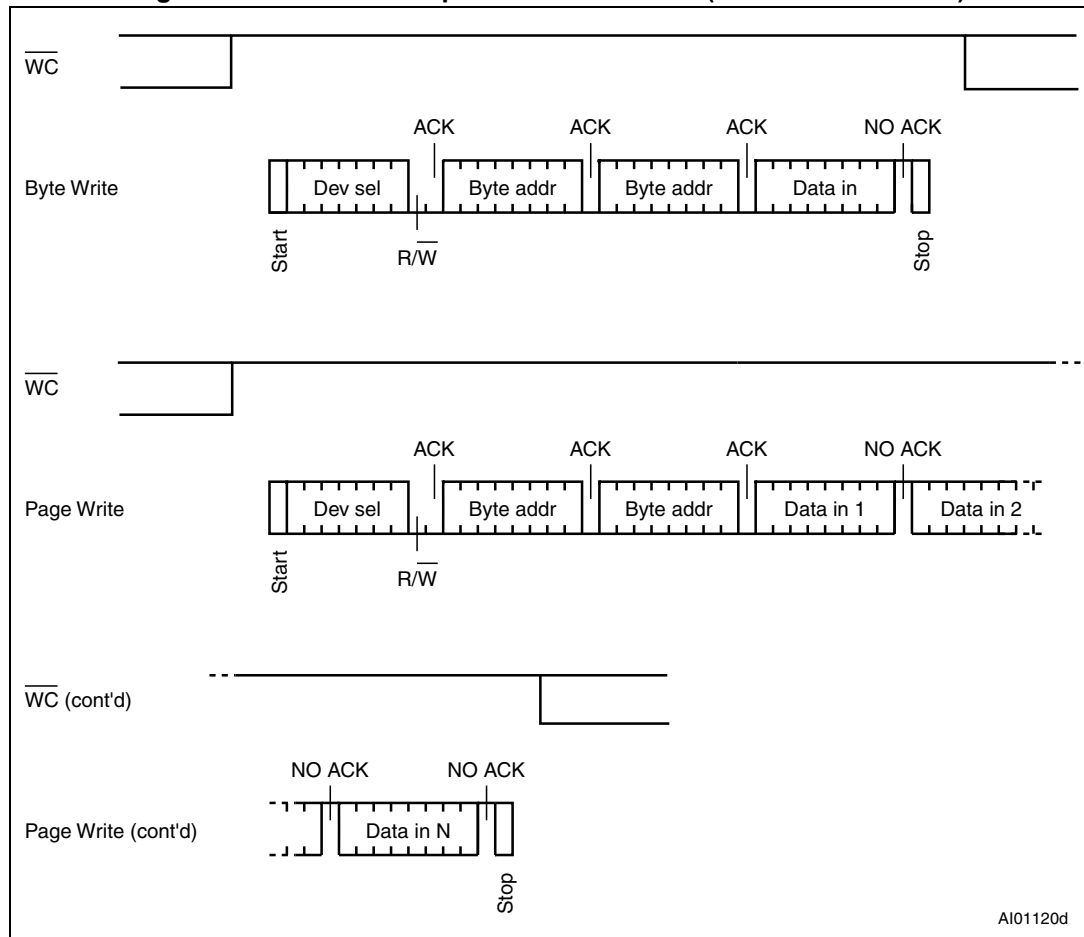 WC
ACK ACK ACK NO ACK
Byte Write Dev sel Byte addr Byte addr Data in
R/W
Start
Stop
WC
ACK ACK ACK NO ACK
Page Write Dev sel Byte addr Byte addr Data in 1 Data in 2
R/W
Start
WC (cont'd)
NO ACK NO ACK
Page Write (cont'd) Data in N
Stop
AI01120d